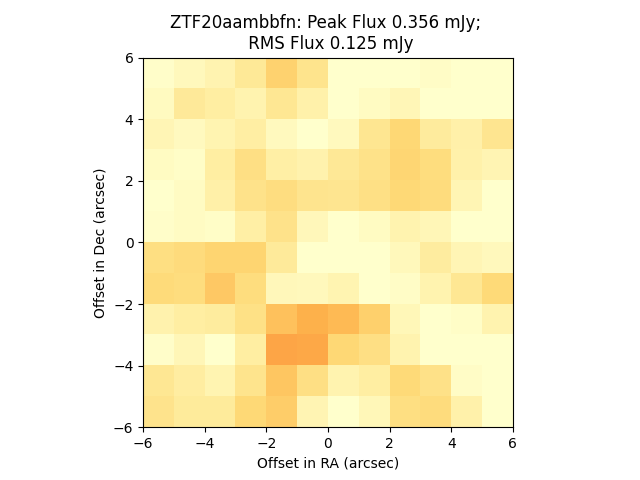 ZTF20aambbfn: Peak Flux 0.356 mJy;
RMS Flux 0.125 mJy
6
4
2
0
−2
−4
−6
Offset in Dec (arcsec)
−6 −4 −2 0 2 4 6
Offset in RA (arcsec)